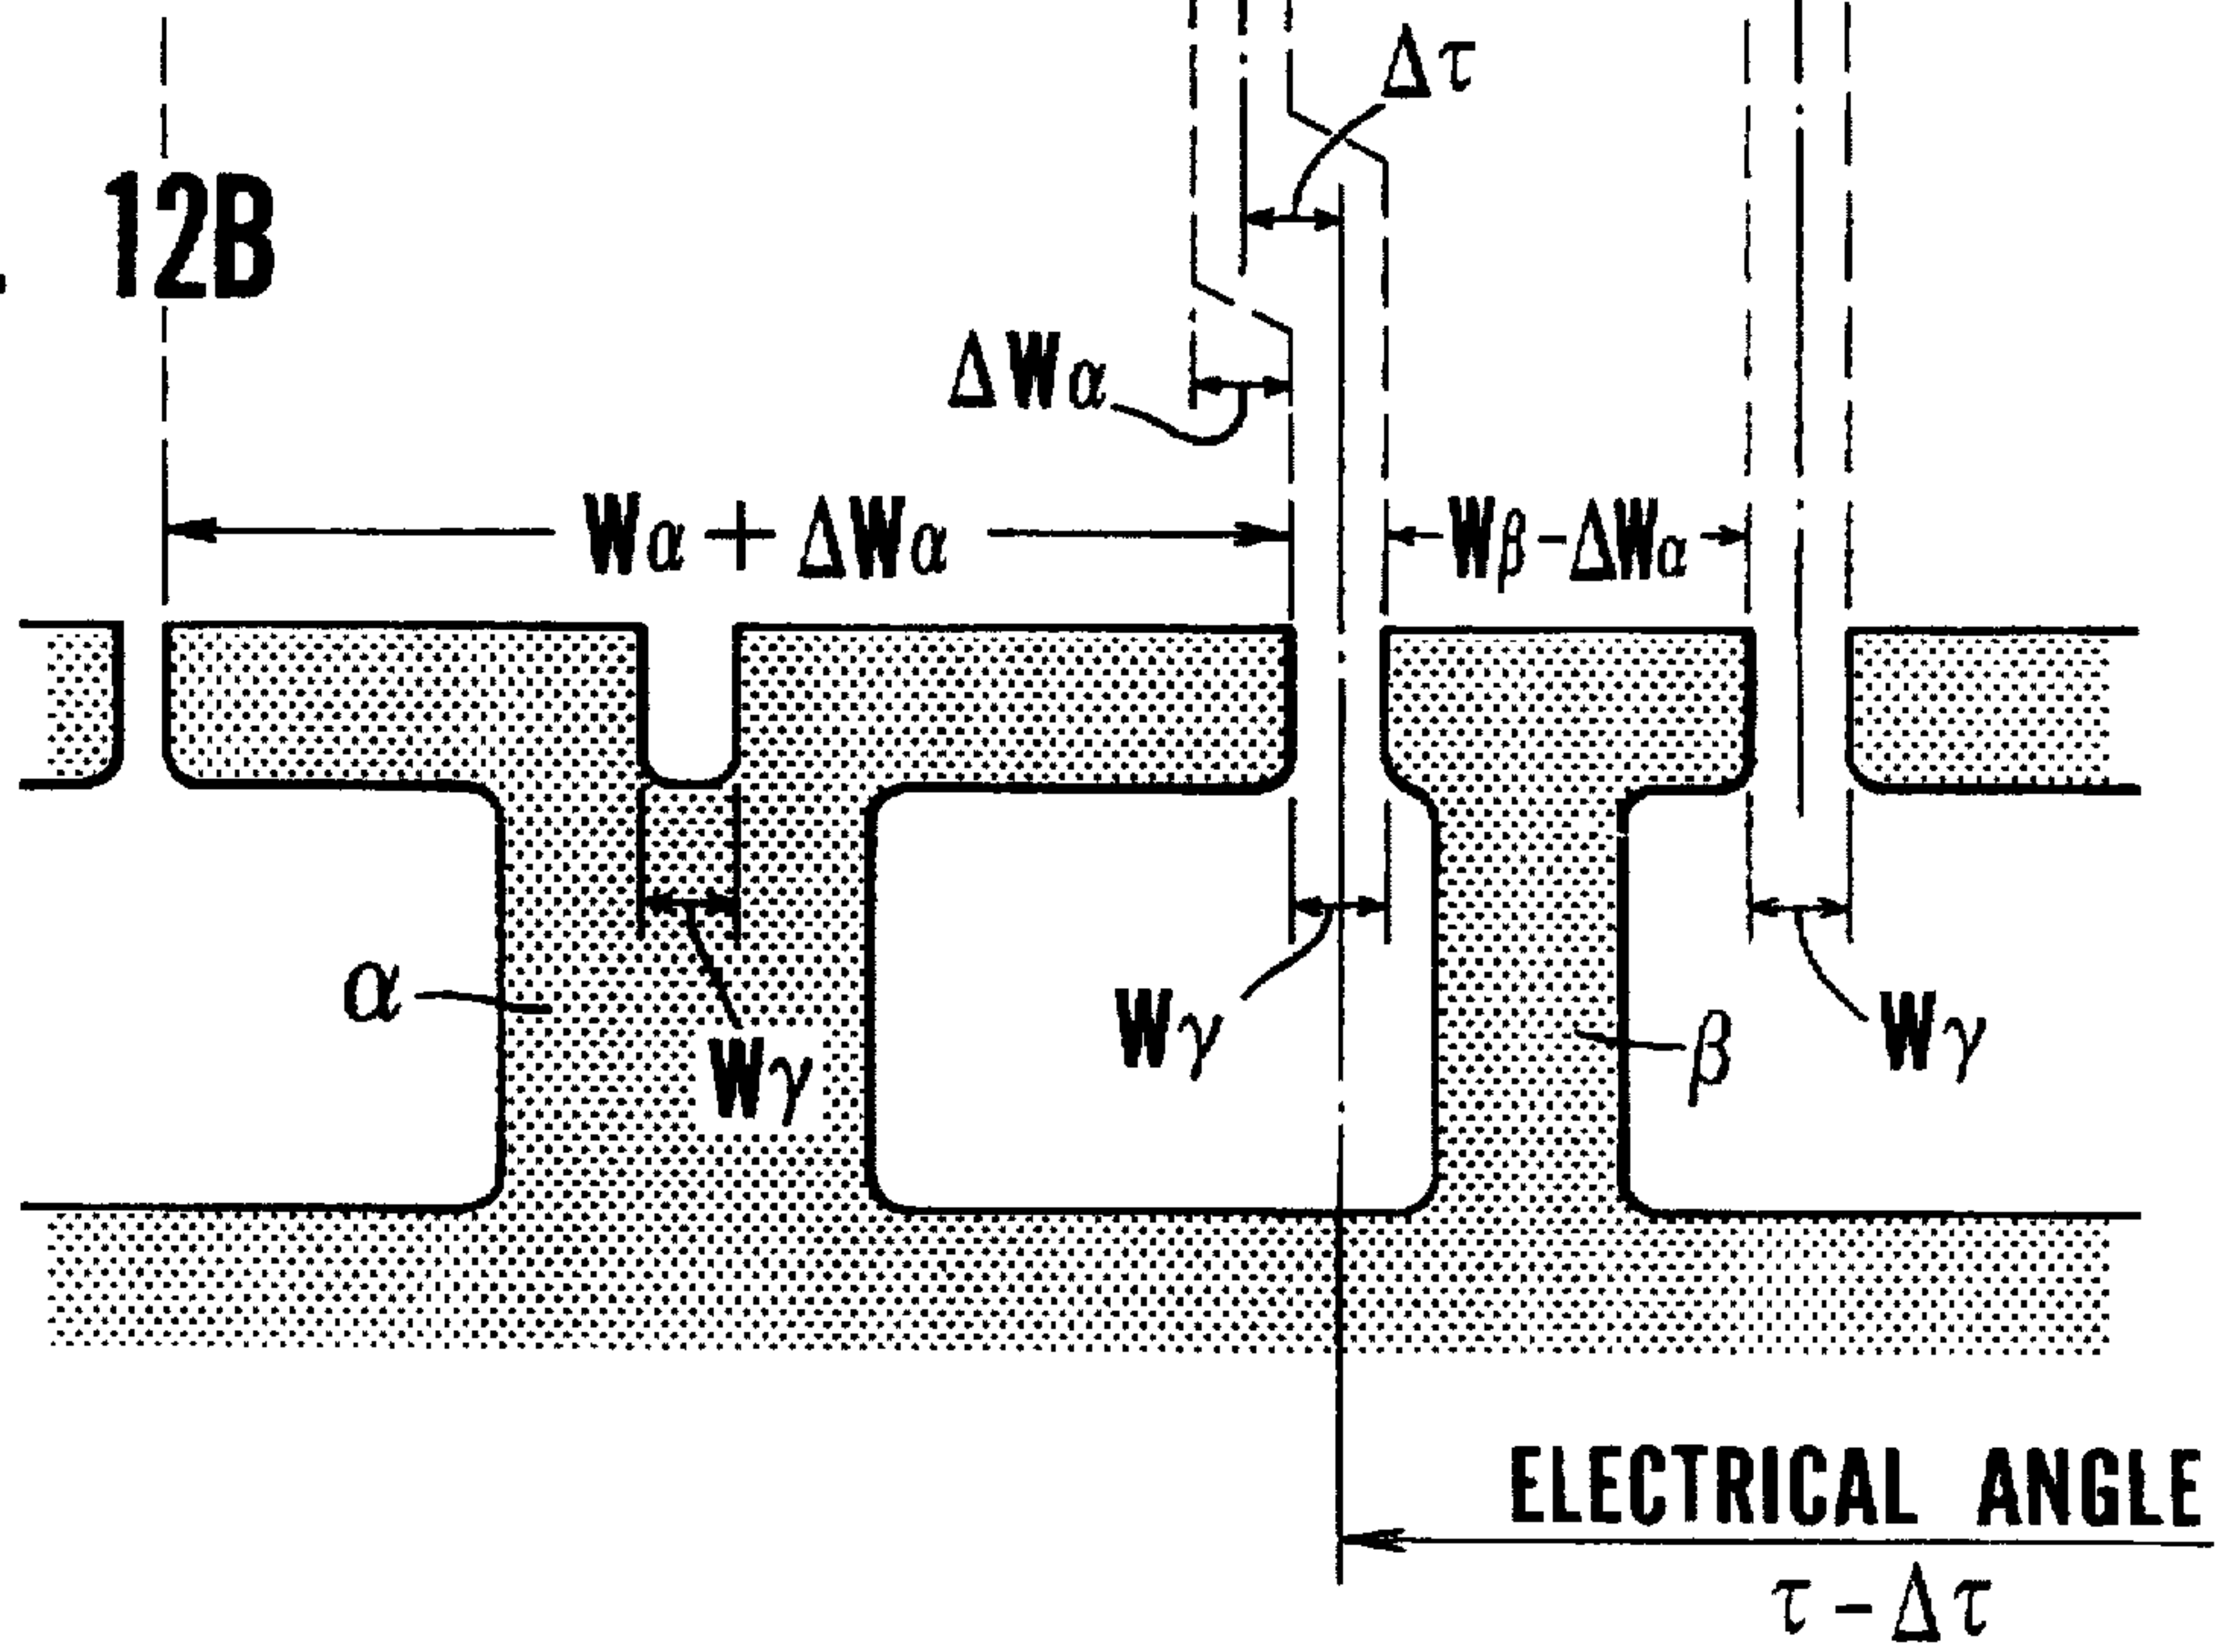 Δτ
12B
ΔWα
Wα + ΔWα
Wβ-ΔWα
α
Wγ
Wγ
β
Wγ
ELECTRICAL ANGLE
τ-Δτ